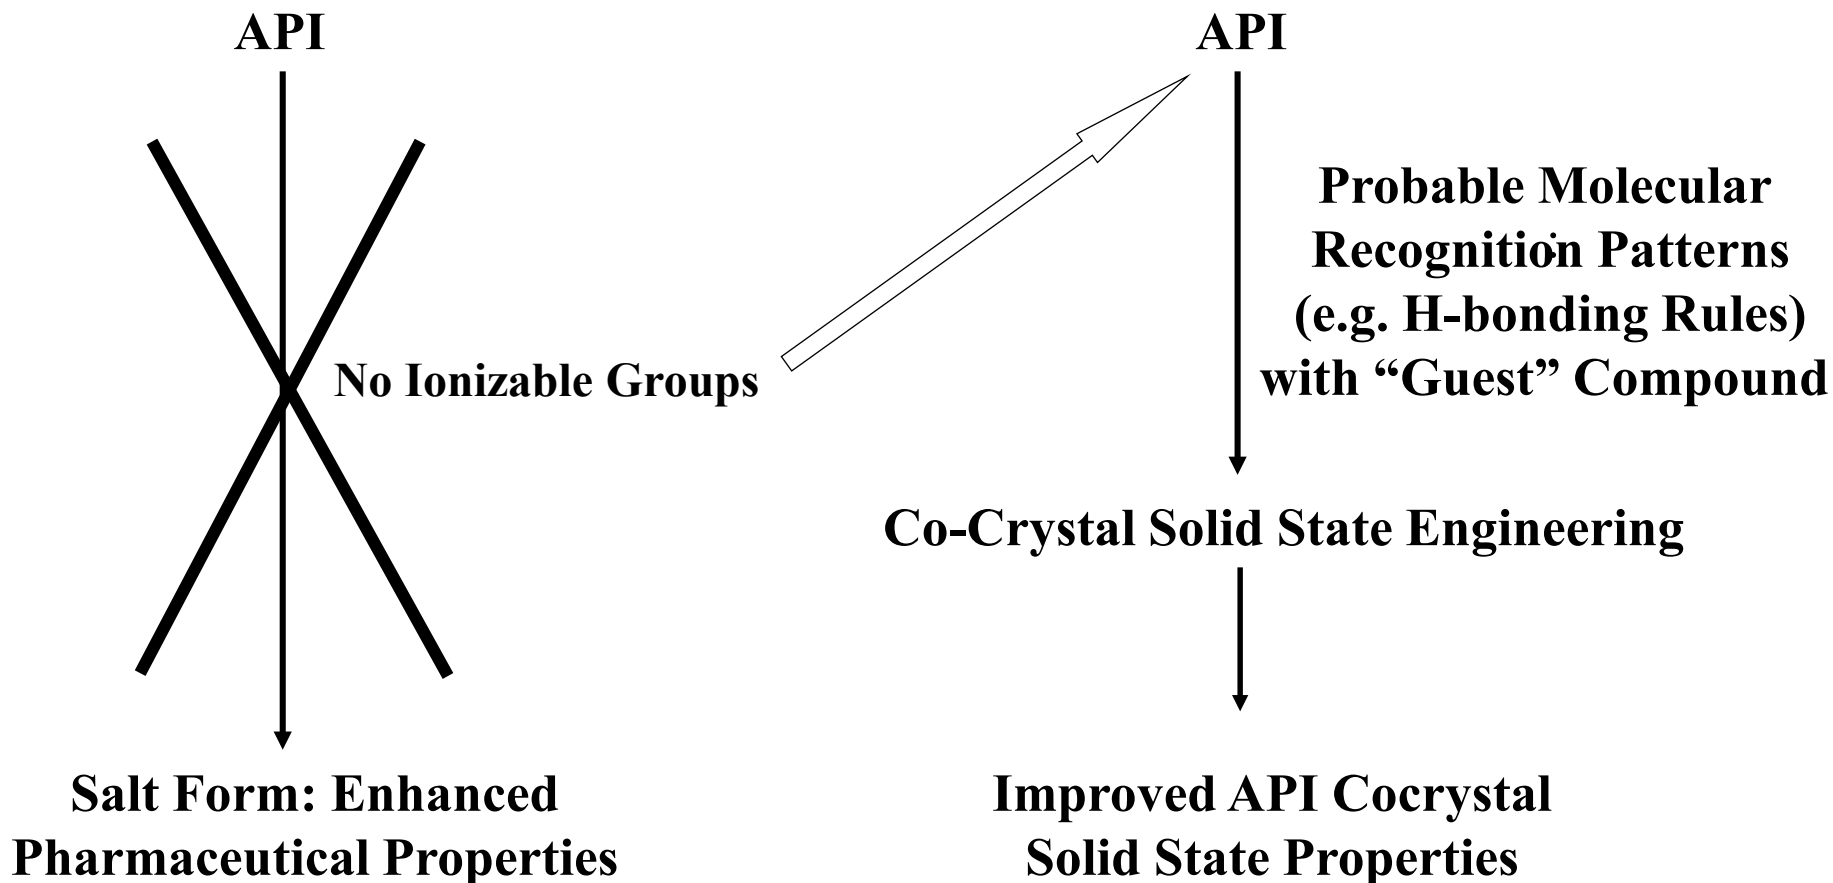 API
No Ionizable Groups
Salt Form: Enhanced
Pharmaceutical Properties
API
Probable Molecular
Recognition Patterns
(e.g. H-bonding Rules)
with “Guest” Compound
Co-Crystal Solid State Engineering
Improved API Cocrystal
Solid State Properties